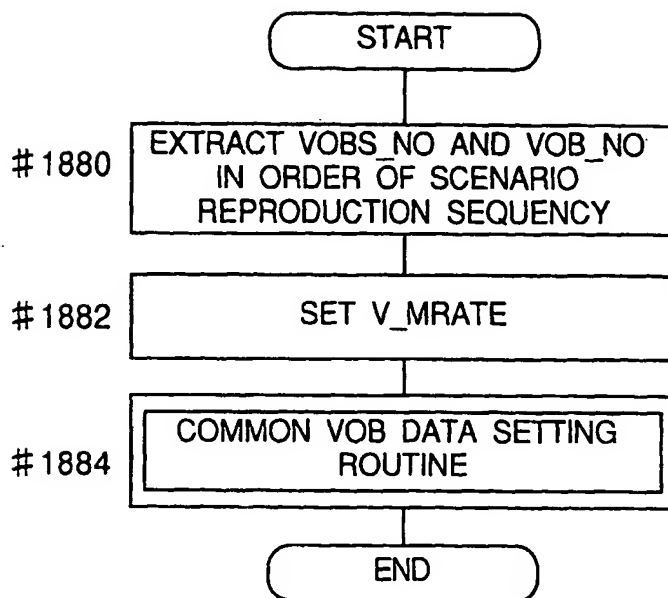 START
#1880
EXTRACT VOBS_NO AND VOB_NO
IN ORDER OF SCENARIO
REPRODUCTION SEQUENCY
#1882
SET V_MRATE
#1884
COMMON VOB DATA SETTING
ROUTINE
END